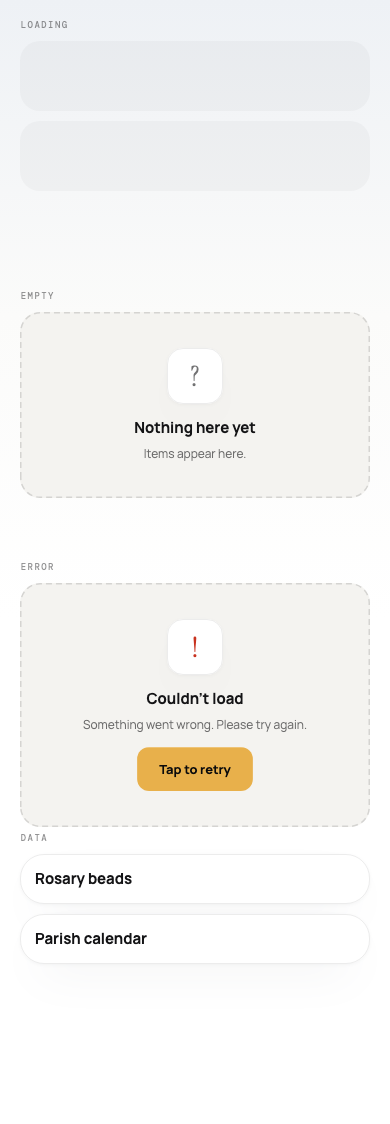 LOADING
EMPTY
?
Nothing here yet
Items appear here.
ERROR
!
Couldn't load
Something went wrong. Please try again.
Tap to retry
DATA
Rosary beads
Parish calendar